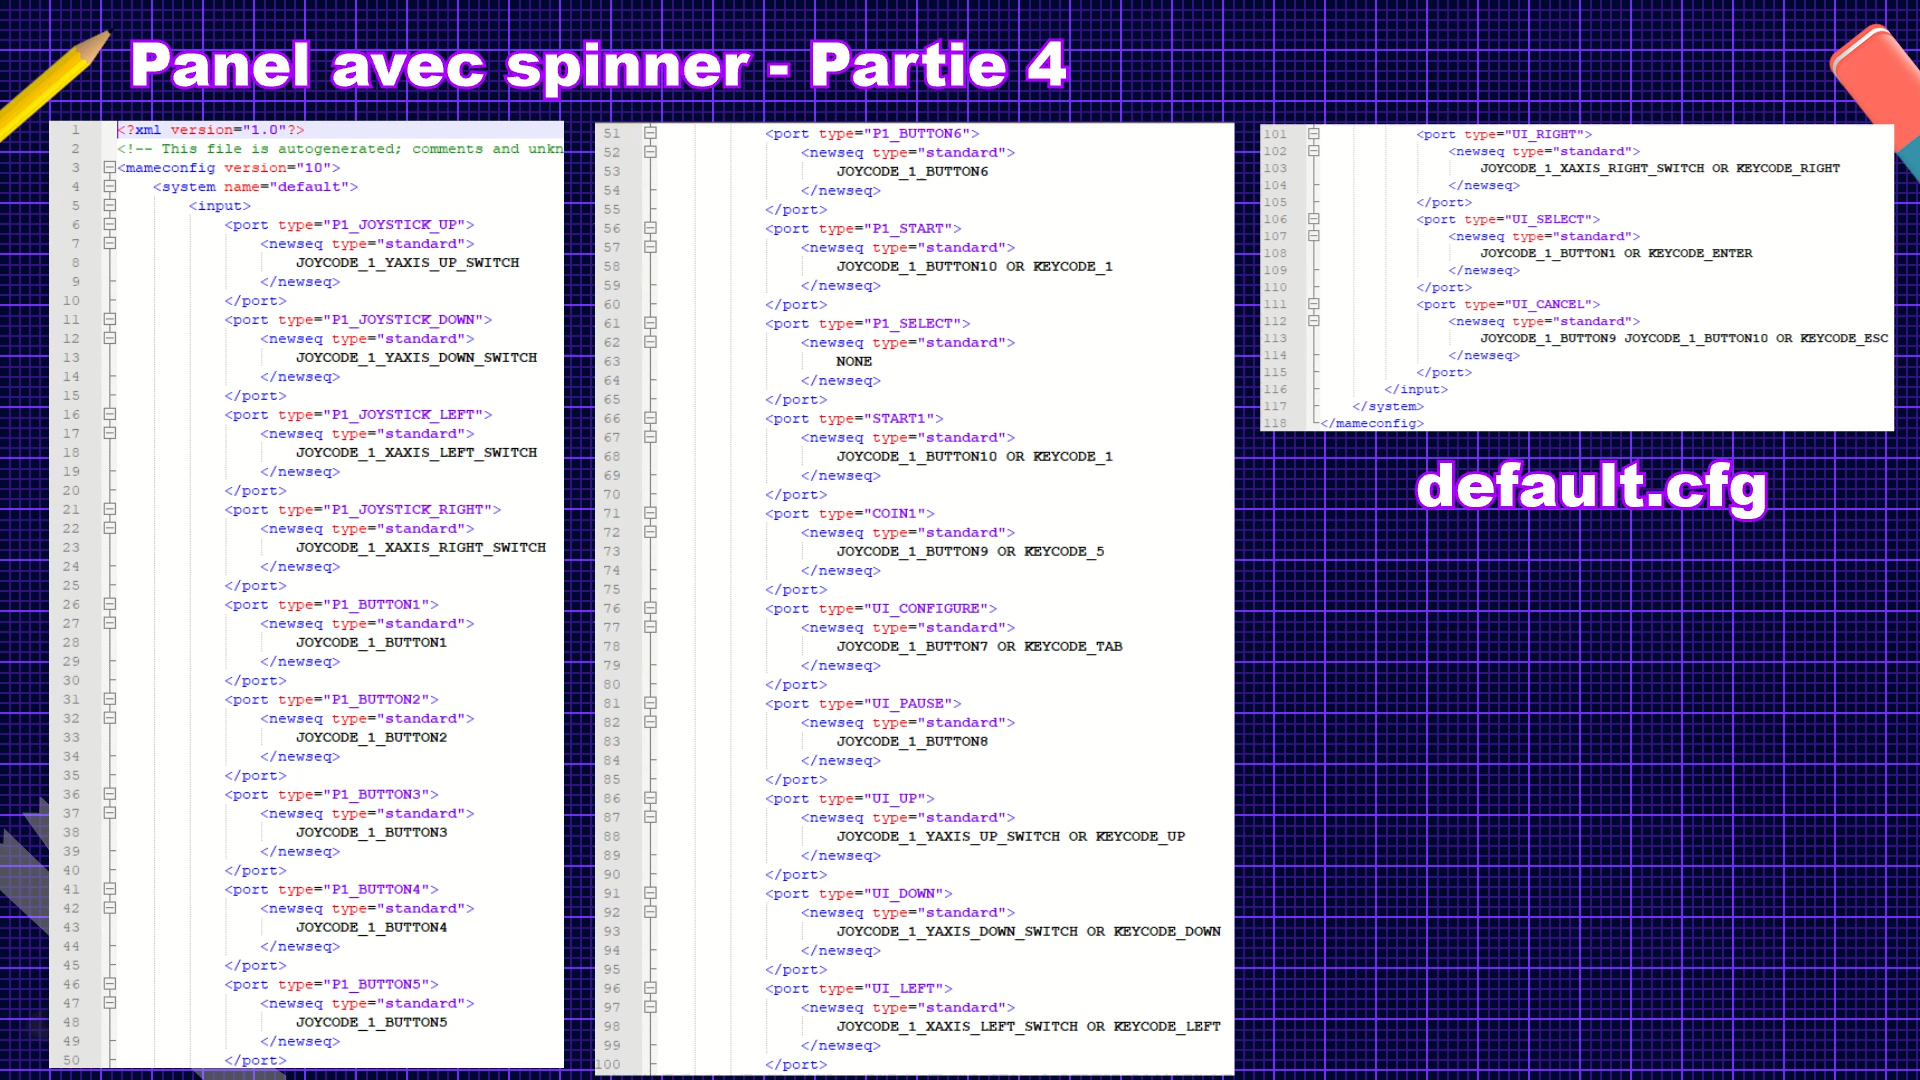 Panel avec spinner - Partie 4
1 <?xml version="1.0"?>
2 <!-- This file is autogenerated; comments and unkn
3 <mameconfig version="10">
4 <system name="default">
5 <input>
6 <port type="P1_JOYSTICK_UP">
7 <newseq type="standard">
8 JOYCODE_1_YAXIS_UP_SWITCH
9 </newseq>
10 </port>
11 <port type="P1_JOYSTICK_DOWN">
12 <newseq type="standard">
13 JOYCODE_1_YAXIS_DOWN_SWITCH
14 </newseq>
15 </port>
16 <port type="P1_JOYSTICK_LEFT">
17 <newseq type="standard">
18 JOYCODE_1_XAXIS_LEFT_SWITCH
19 </newseq>
20 </port>
21 <port type="P1_JOYSTICK_RIGHT">
22 <newseq type="standard">
23 JOYCODE_1_XAXIS_RIGHT_SWITCH
24 </newseq>
25 </port>
26 <port type="P1_BUTTON1">
27 <newseq type="standard">
28 JOYCODE_1_BUTTON1
29 </newseq>
30 </port>
31 <port type="P1_BUTTON2">
32 <newseq type="standard">
33 JOYCODE_1_BUTTON2
34 </newseq>
35 </port>
36 <port type="P1_BUTTON3">
37 <newseq type="standard">
38 JOYCODE_1_BUTTON3
39 </newseq>
40 </port>
41 <port type="P1_BUTTON4">
42 <newseq type="standard">
43 JOYCODE_1_BUTTON4
44 </newseq>
45 </port>
46 <port type="P1_BUTTON5">
47 <newseq type="standard">
48 JOYCODE_1_BUTTON5
49 </newseq>
50 </port>
51 <port type="P1_BUTTON6">
52 <newseq type="standard">
53 JOYCODE_1_BUTTON6
54 </newseq>
55 </port>
56 <port type="P1_START">
57 <newseq type="standard">
58 JOYCODE_1_BUTTON10 OR KEYCODE_1
59 </newseq>
60 </port>
61 <port type="P1_SELECT">
62 <newseq type="standard">
63 NONE
64 </newseq>
65 </port>
66 <port type="START1">
67 <newseq type="standard">
68 JOYCODE_1_BUTTON10 OR KEYCODE_1
69 </newseq>
70 </port>
71 <port type="COIN1">
72 <newseq type="standard">
73 JOYCODE_1_BUTTON9 OR KEYCODE_5
74 </newseq>
75 </port>
76 <port type="UI_CONFIGURE">
77 <newseq type="standard">
78 JOYCODE_1_BUTTON7 OR KEYCODE_TAB
79 </newseq>
80 </port>
81 <port type="UI_PAUSE">
82 <newseq type="standard">
83 JOYCODE_1_BUTTON8
84 </newseq>
85 </port>
86 <port type="UI_UP">
87 <newseq type="standard">
88 JOYCODE_1_YAXIS_UP_SWITCH OR KEYCODE_UP
89 </newseq>
90 </port>
91 <port type="UI_DOWN">
92 <newseq type="standard">
93 JOYCODE_1_YAXIS_DOWN_SWITCH OR KEYCODE_DOWN
94 </newseq>
95 </port>
96 <port type="UI_LEFT">
97 <newseq type="standard">
98 JOYCODE_1_XAXIS_LEFT_SWITCH OR KEYCODE_LEFT
99 </newseq>
100 </port>
101 <port type="UI_RIGHT">
102 <newseq type="standard">
103 JOYCODE_1_XAXIS_RIGHT_SWITCH OR KEYCODE_RIGHT
104 </newseq>
105 </port>
106 <port type="UI_SELECT">
107 <newseq type="standard">
108 JOYCODE_1_BUTTON1 OR KEYCODE_ENTER
109 </newseq>
110 </port>
111 <port type="UI_CANCEL">
112 <newseq type="standard">
113 JOYCODE_1_BUTTON9 JOYCODE_1_BUTTON10 OR KEYCODE_ESC
114 </newseq>
115 </port>
116 </input>
117 </system>
118 </mameconfig>
default.cfg